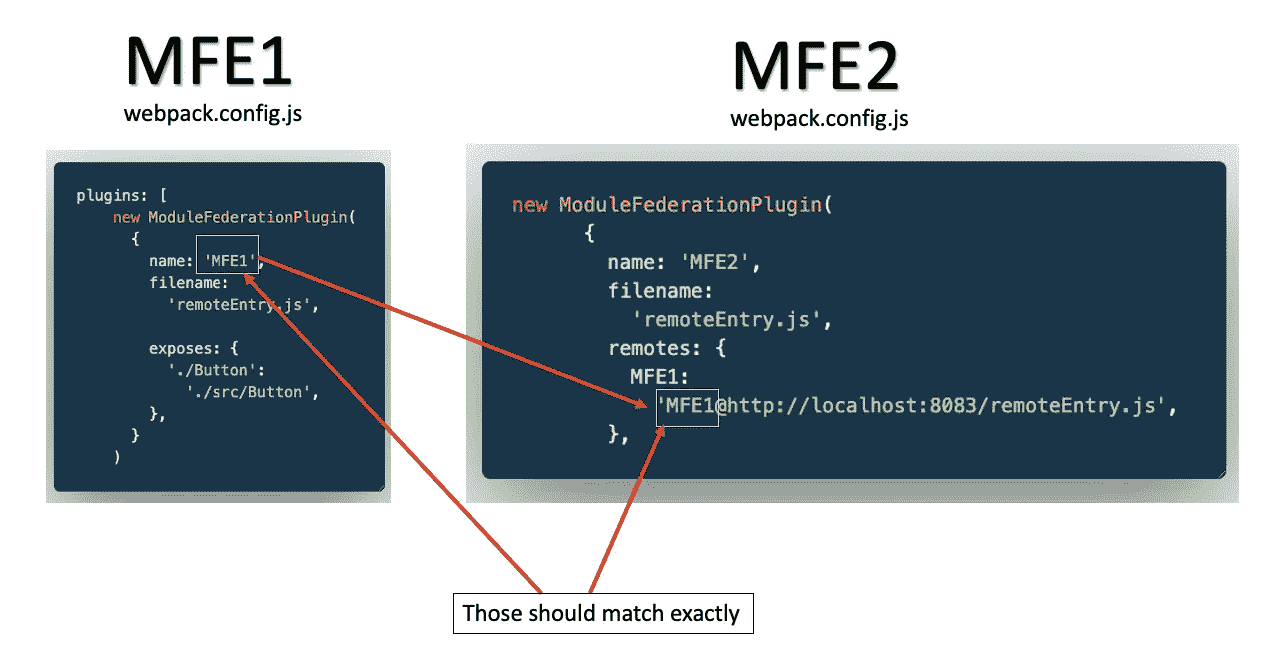 MFE1
webpack.config.js
plugins: [
new ModuleFederationPlugin(
{
name: 'MFE1',
filename:
'remoteEntry.js',
exposes: {
'./Button':
'./src/Button',
},
}
)
MFE2
webpack.config.js
new ModuleFederationPlugin(
{
name: 'MFE2',
filename:
'remoteEntry.js',
remotes: {
MFE1:
'MFE1@http://localhost:8083/remoteEntry.js',
},
Those should match exactly